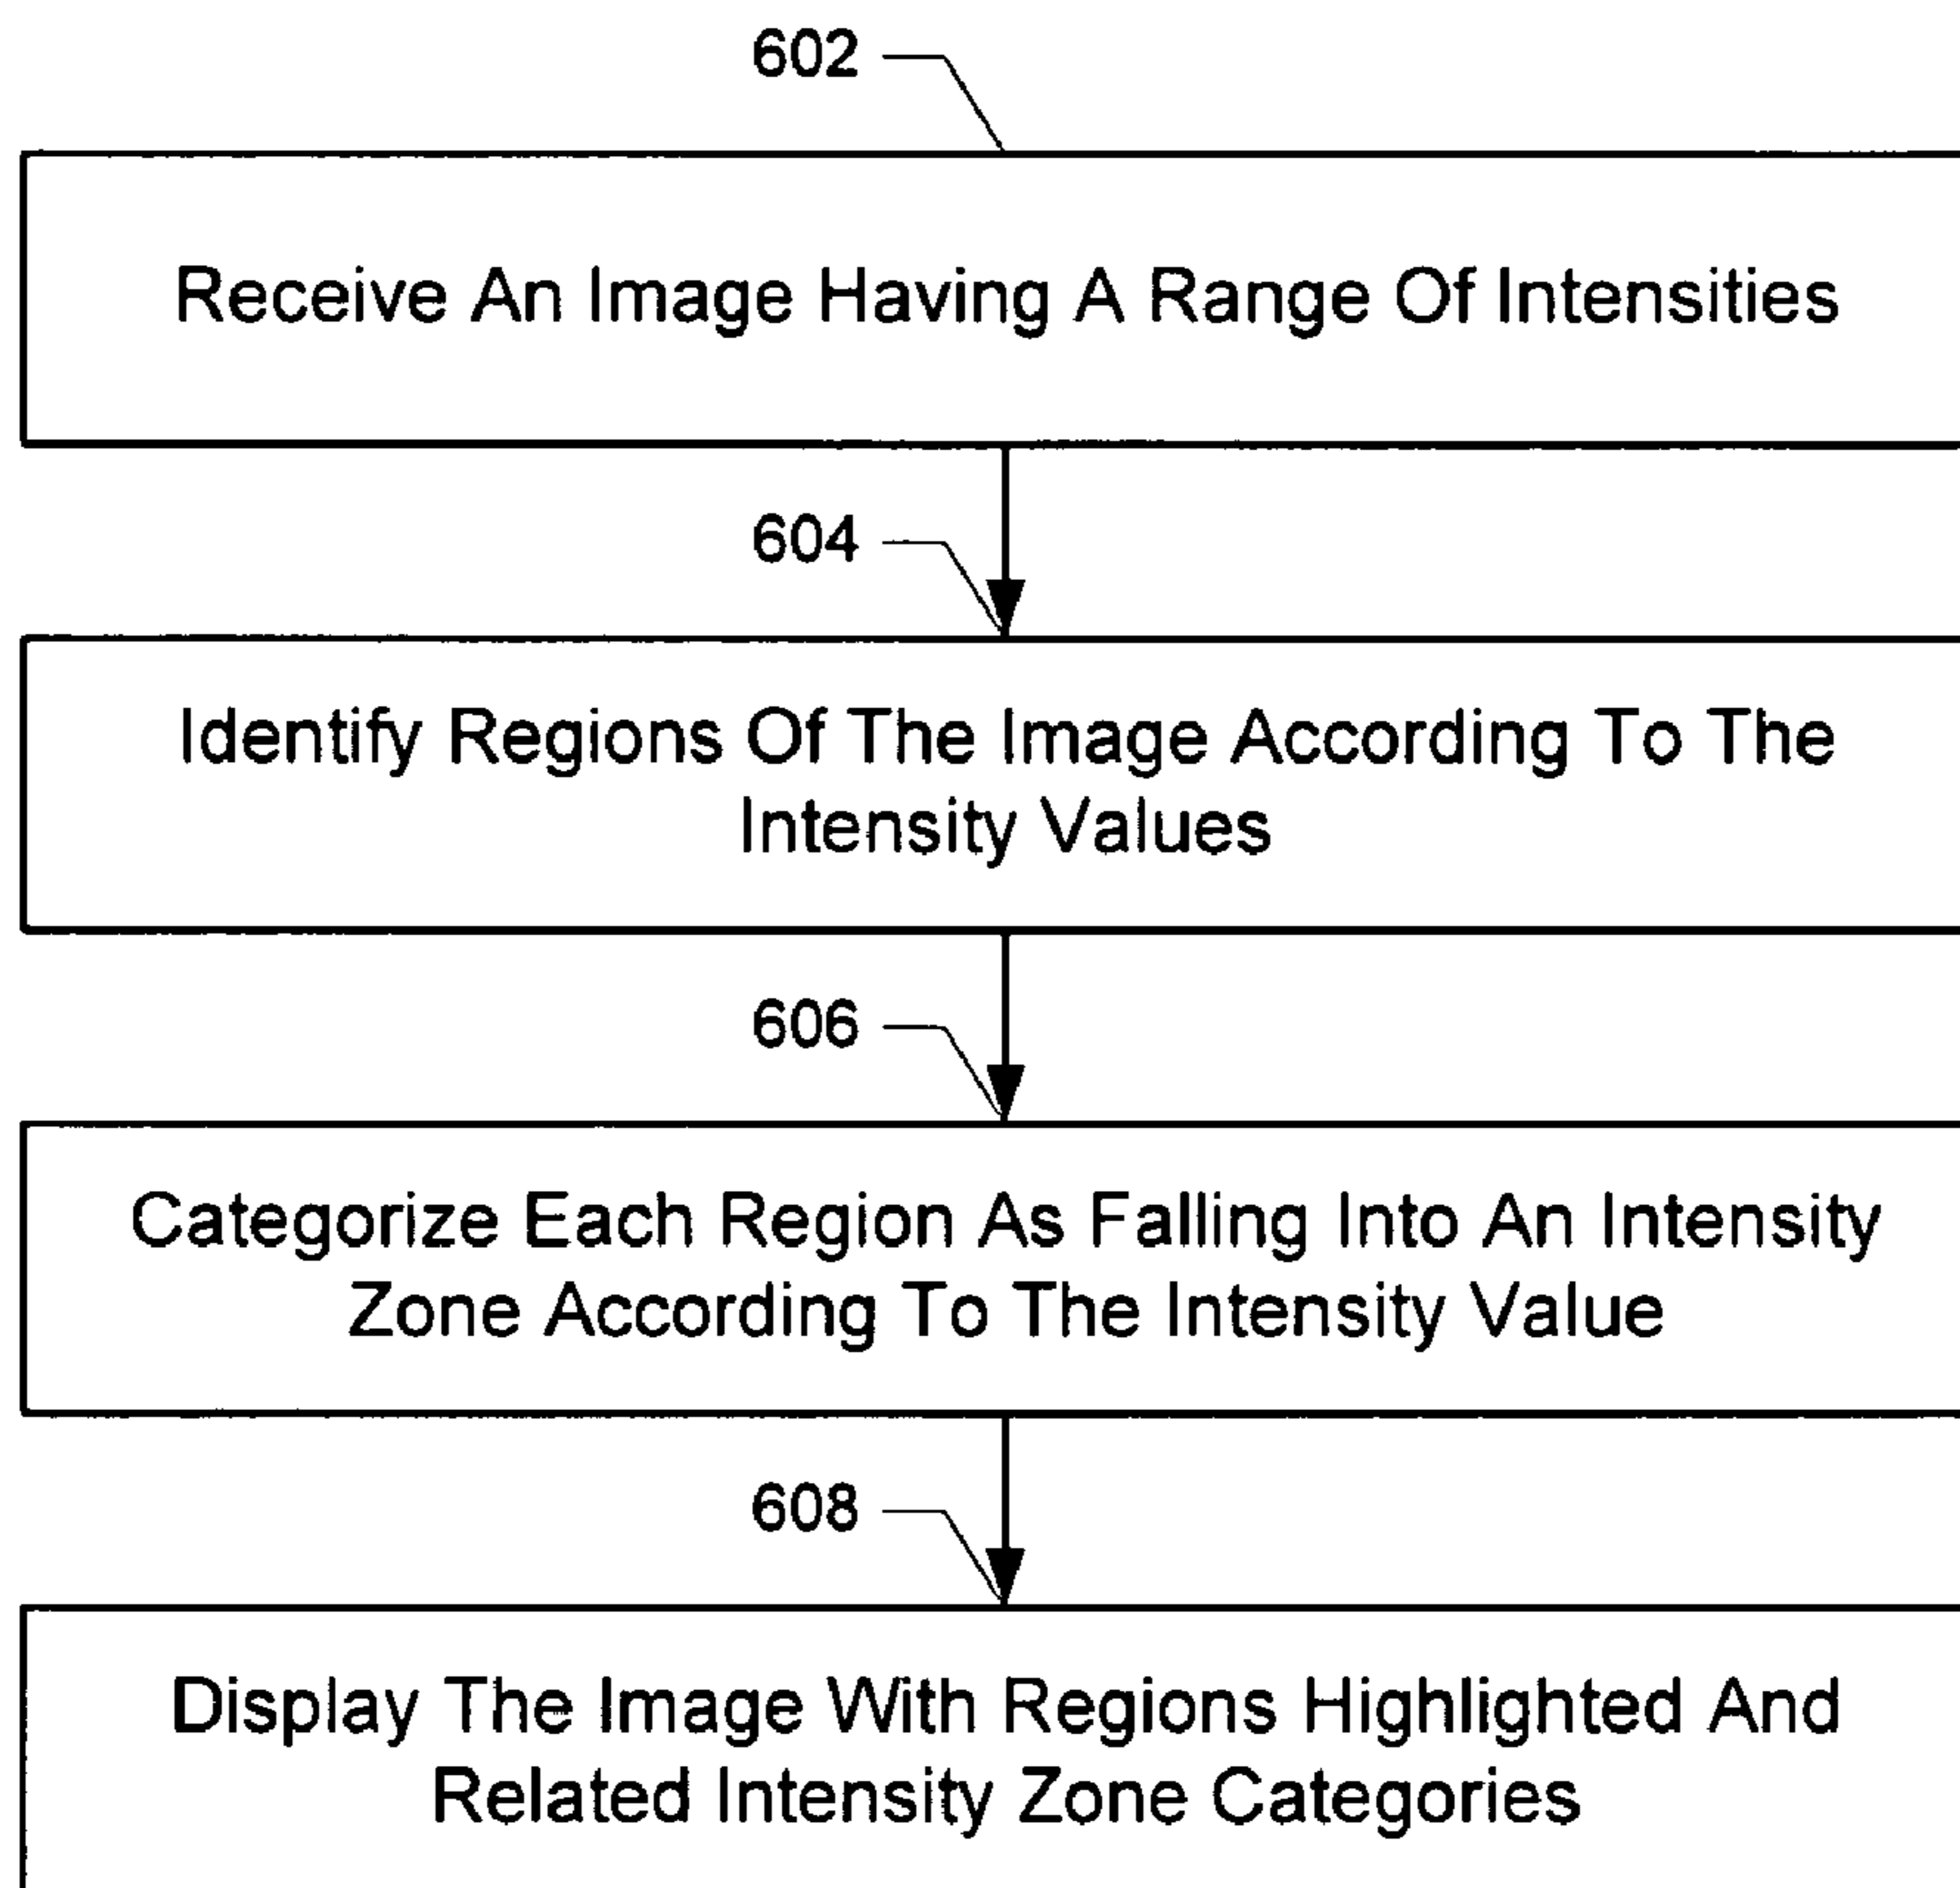 602
Receive An Image Having A Range Of Intensities
604
Identify Regions Of The Image According To The
Intensity Values
606
Categorize Each Region As Falling Into An Intensity
Zone According To The Intensity Value
608
Display The Image With Regions Highlighted And
Related Intensity Zone Categories